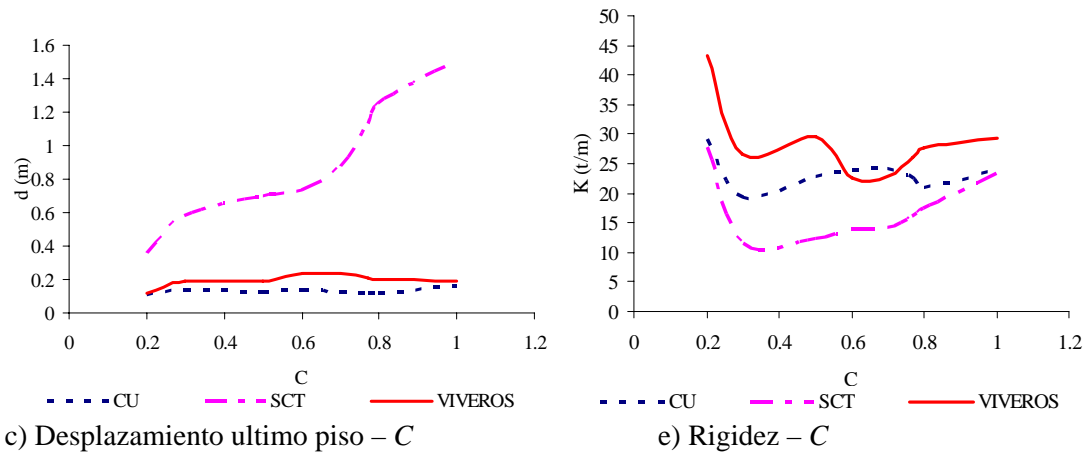 1.6
1.4
1.2
1
0.8
0.6
0.4
0.2
0
d (m)
0 0.2 0.4 0.6 0.8 1 1.2
C
CU SCT VIVEROS
c) Desplazamiento ultimo piso – C
50
45
40
35
30
25
20
15
10
5
0
K (t/m)
0 0.2 0.4 0.6 0.8 1 1.2
C
CU SCT VIVEROS
e) Rigidez – C